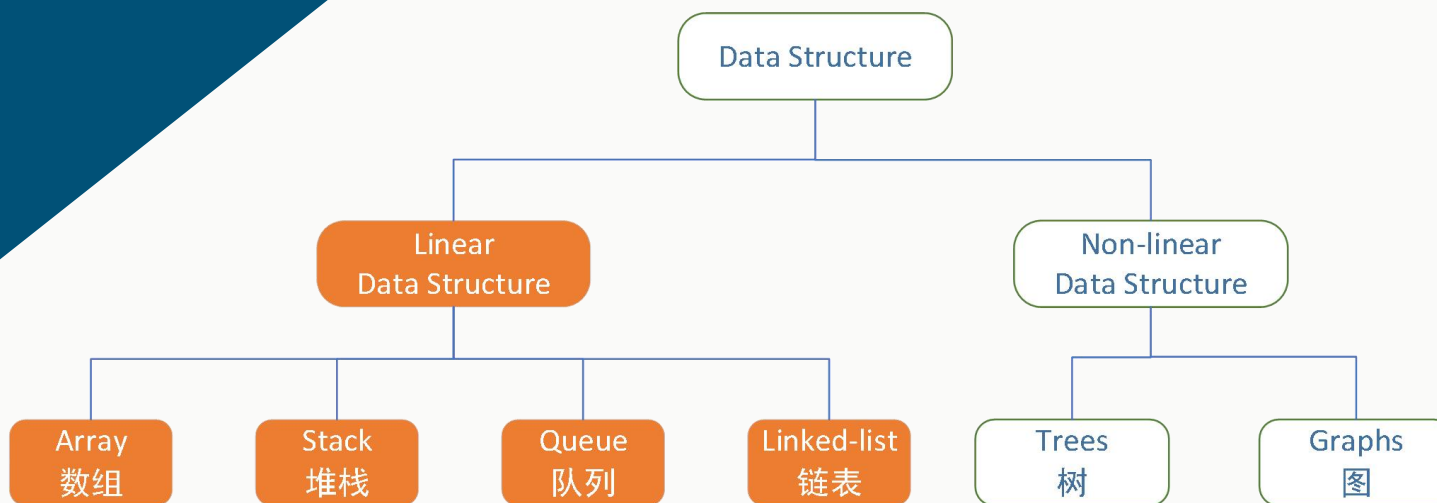 Data Structure
Linear
Data Structure
Non-linear
Data Structure
Array
数组
Stack
堆栈
Queue
队列
Linked-list
链表
Trees
树
Graphs
图